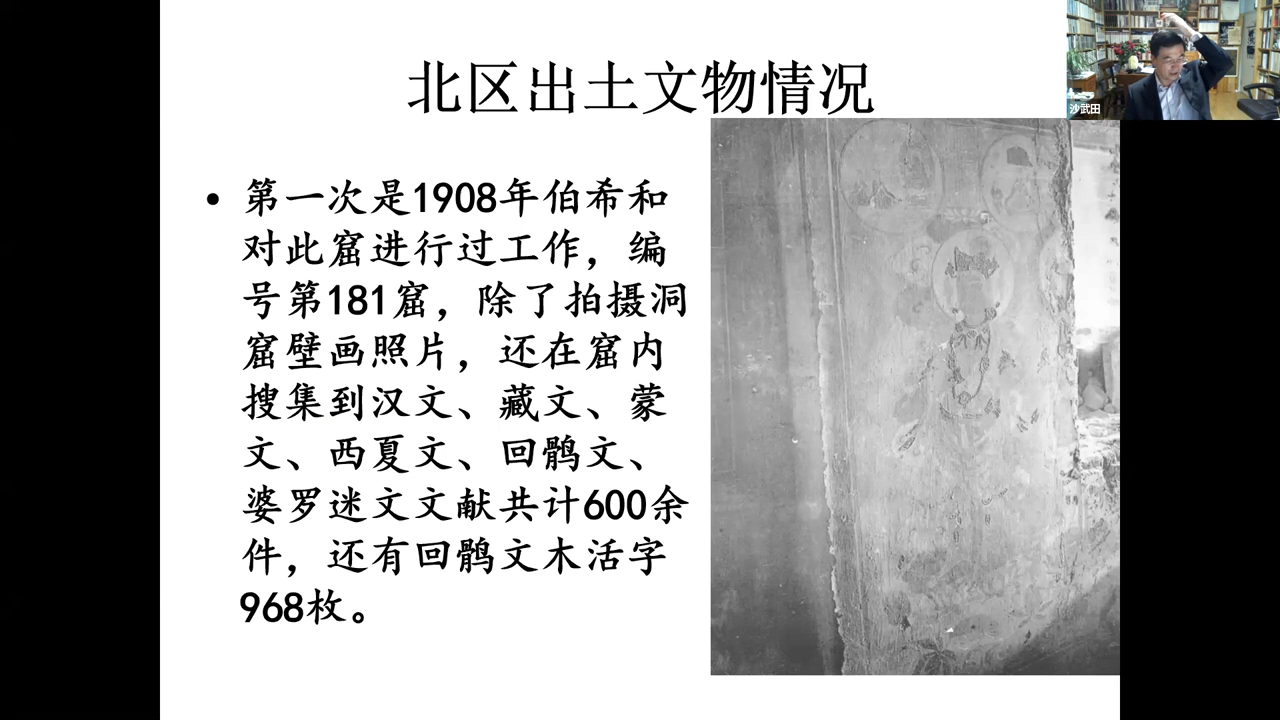 北区出土文物情况
• 第一次是1908年伯希和
对此窟进行过工作，编
号第181窟，除了拍摄洞
窟壁画照片，还在窟内
搜集到汉文、藏文、蒙
文、西夏文、回鹘文、
婆罗迷文文献共计600余
件，还有回鹘文木活字
968枚。
沙武田